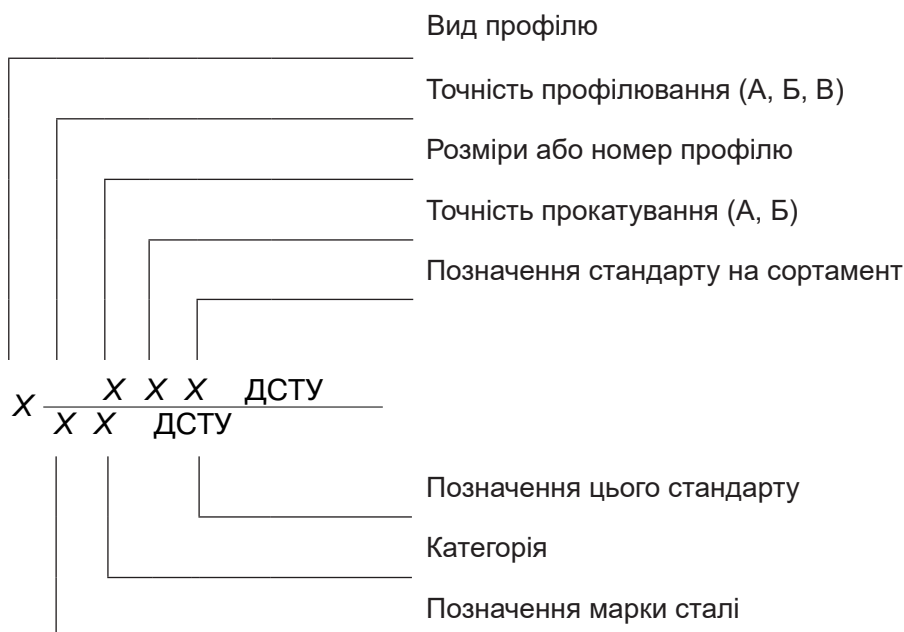 Вид профілю
Точність профілювання (А, Б, В)
Розміри або номер профілю
Точність прокатування (А, Б)
Позначення стандарту на сортамент
X X X ДСТУ
X
X X ДСТУ
Позначення цього стандарту
Категорія
Позначення марки сталі